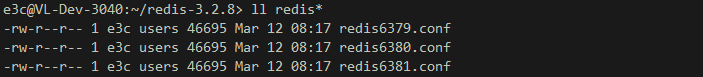 e3c@VL-Dev-3040:~/redis-3.2.8> ll redis*
-rw-r--r-- 1 e3c users 46695 Mar 12 08:17 redis6379.conf
-rw-r--r-- 1 e3c users 46695 Mar 12 08:17 redis6380.conf
-rw-r--r-- 1 e3c users 46695 Mar 12 08:17 redis6381.conf